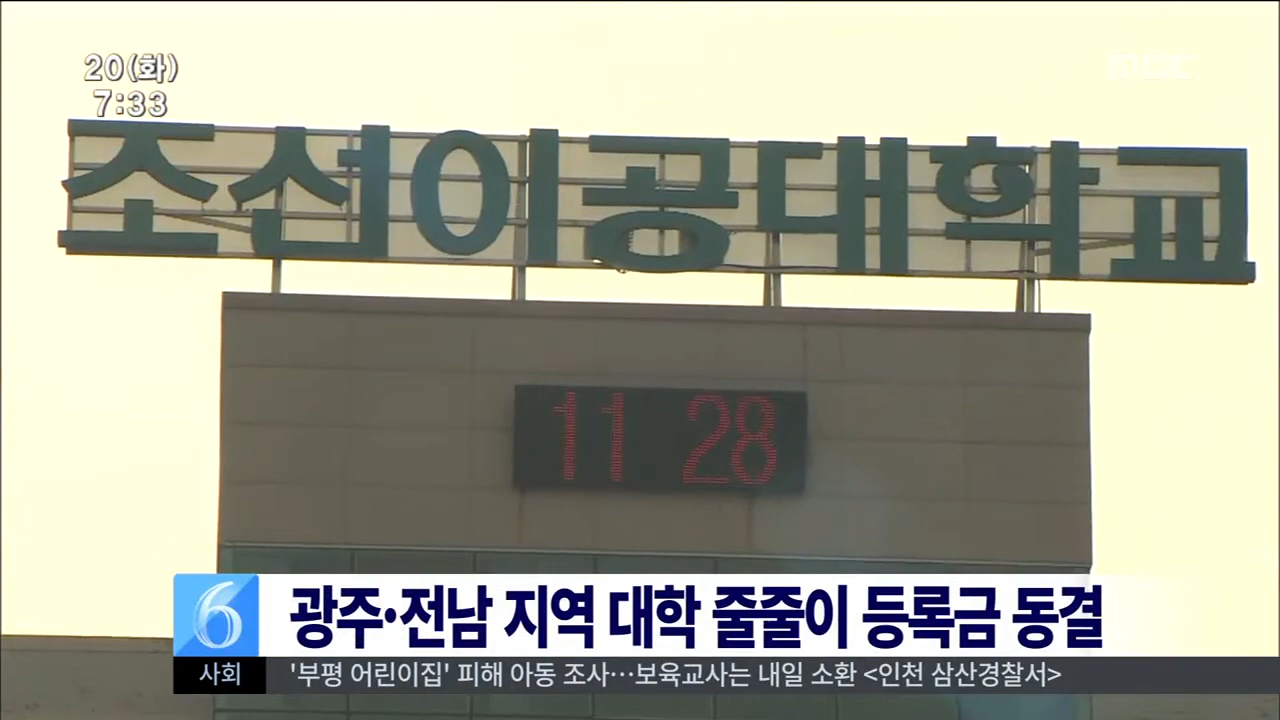 20(화)
MBC
7:33
조선이공대학교
11 28
6 광주·전남 지역 대학 줄줄이 등록금 동결
사회 '부평 어린이집' 피해 아동 조사…보육교사는 내일 소환 <인천 삼산경찰서>